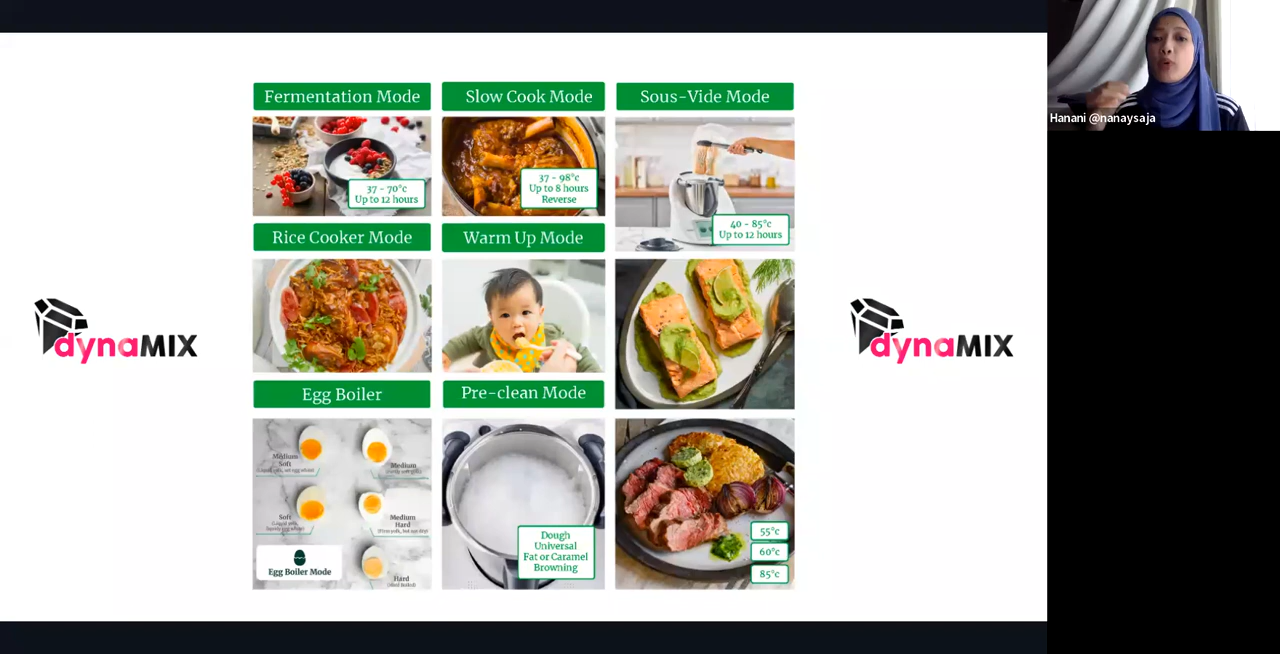 Fermentation Mode
Slow Cook Mode
Sous-Vide Mode
37 - 70°c
Up to 12 hours
37 - 98°c
Up to 8 hours
Reverse
40 - 85°c
Up to 12 hours
Rice Cooker Mode
Warm Up Mode
dynaMIX
dynaMIX
Egg Boiler
Pre-clean Mode
Medium
Soft
Medium
Soft
Medium
Hard
Hard
Egg Boiler Mode
Dough
Universal
Fat or Caramel
Browning
55°c
60°c
85°c
Hanani @nanaysaja